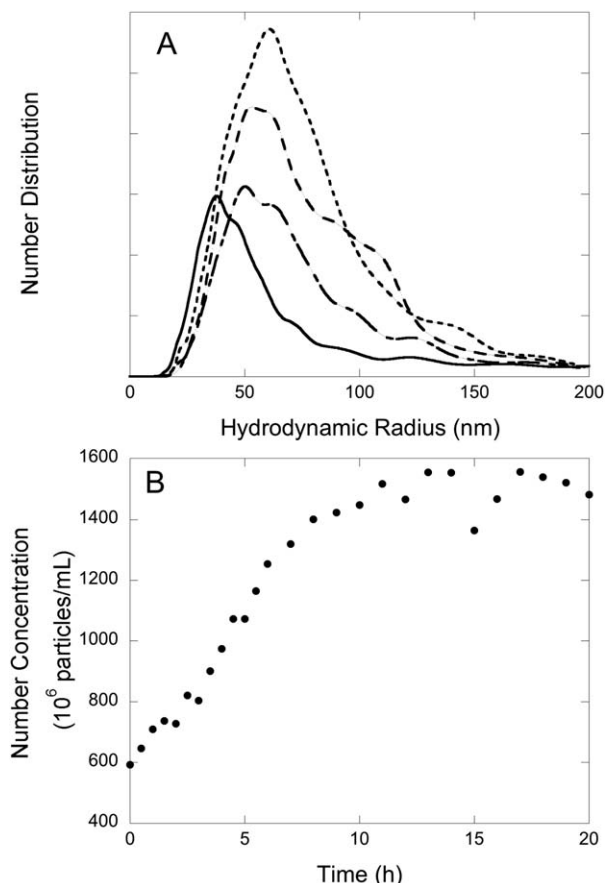 A
Number Distribution
0
50
100
150
200
Hydrodynamic Radius (nm)
B
Number Concentration
(10⁶ particles/mL)
1600
1400
1200
1000
800
600
400
0
5
10
15
20
Time (h)